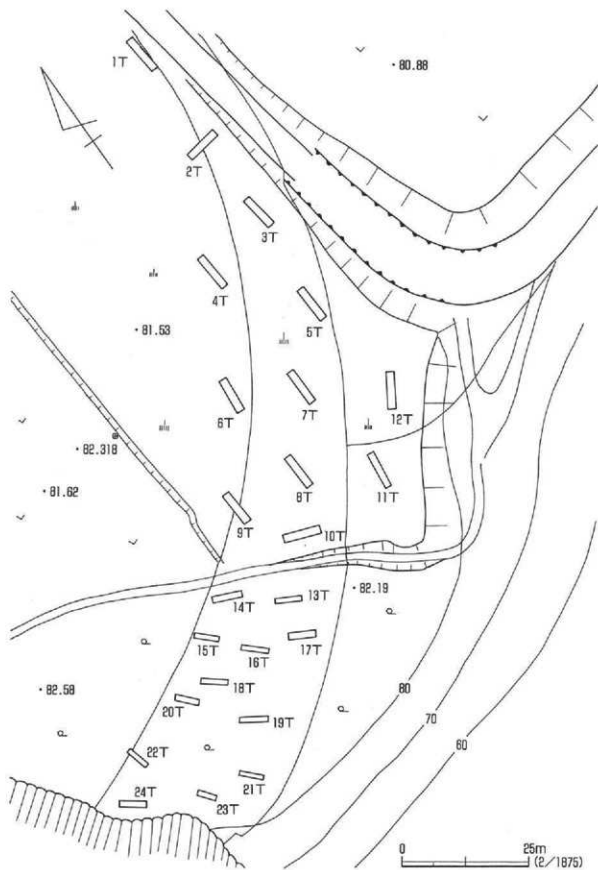 1T
80.88
2T
3T
4T
5T
81.53
6T
7T
12T
82.318
81.62
8T
11T
9T
10T
82.19
14T
13T
15T
16T
17T
18T
82.58
20T
19T
80
70
60
22T
21T
24T
23T
0 25m
(2/1875)